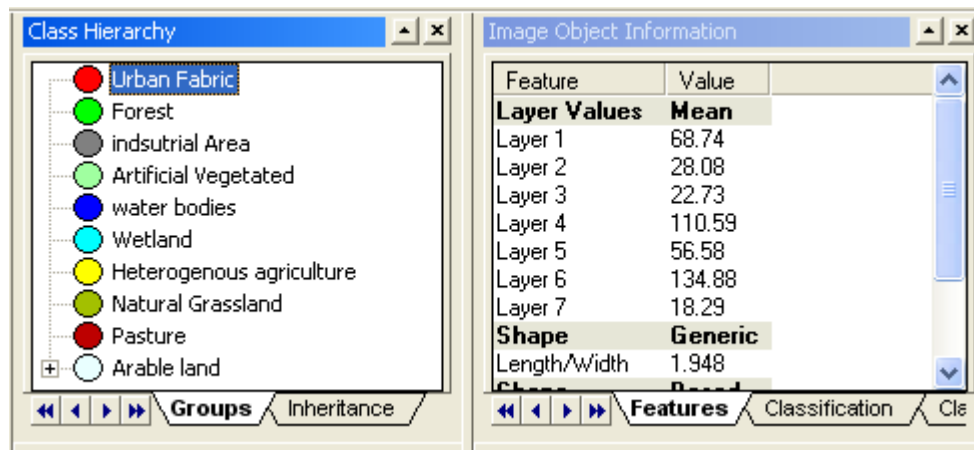 Class Hierarchy
Urban Fabric
Forest
indsutrial Area
Artificial Vegetated
water bodies
Wetland
Heterogenous agriculture
Natural Grassland
Pasture
Arable land
Groups Inheritance
Image Object Information
Feature Value
Layer Values Mean
Layer 1 68.74
Layer 2 28.08
Layer 3 22.73
Layer 4 110.59
Layer 5 56.58
Layer 6 134.88
Layer 7 18.29
Shape Generic
Length/Width 1.948
Features Classification Cla